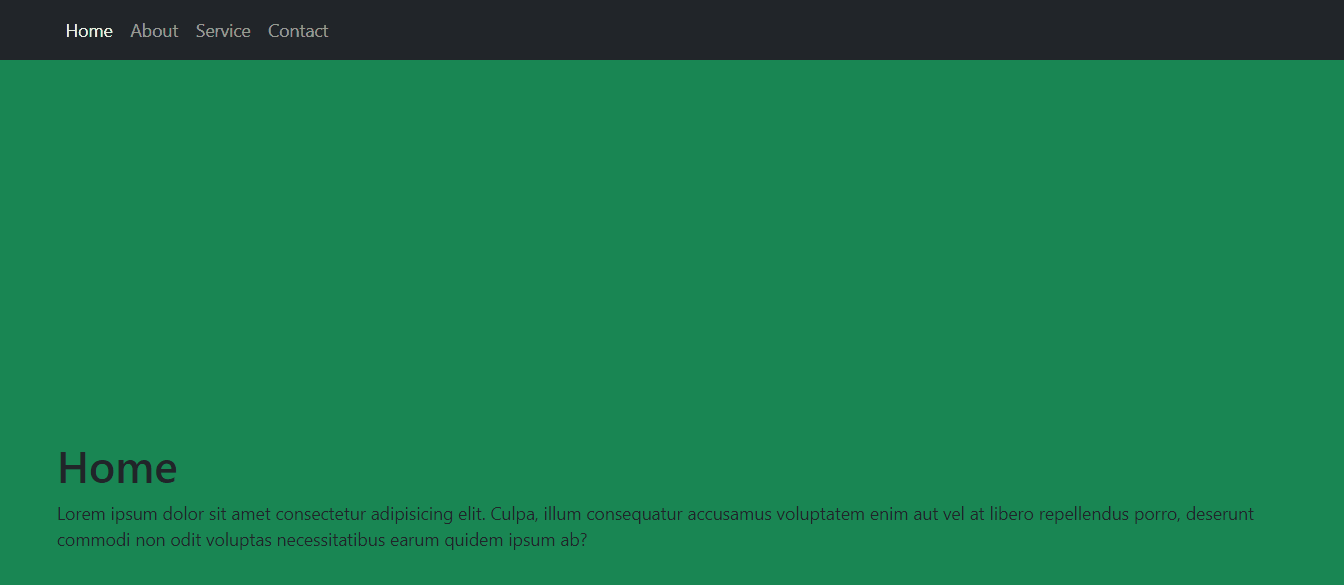 Home About Service Contact
Home
Lorem ipsum dolor sit amet consectetur adipisicing elit. Culpa, illum consequatur accusamus voluptatem enim aut vel at libero repellendus porro, deserunt
commodi non odit voluptas necessitatibus earum quidem ipsum ab?